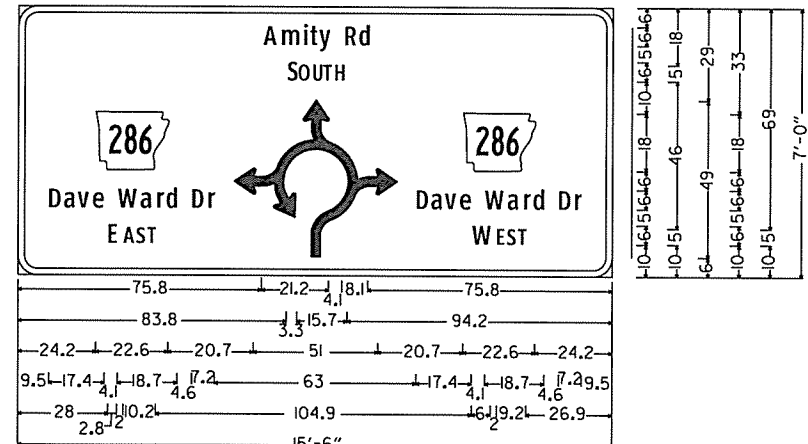 Amity Rd
SOUTH
286
286
Dave Ward Dr
Dave Ward Dr
EAST
WEST
75.8 21.2 4.1 8.1 75.8
83.8 3.3 15.7 94.2
24.2 22.6 20.7 51 20.7 22.6 24.2
9.5 17.4 4.1 18.7 4.6 7.2 63 17.4 4.1 18.7 4.6 7.2 9.5
28 2.8 2 10.2 104.9 6 2 9.2 26.9
15'-6"
10 6 5 6 6 18 10 6 5 6 6
10 5 46 5 18
6 49 29
10 6 5 6 6 18 33
10 5 69
7'-0"